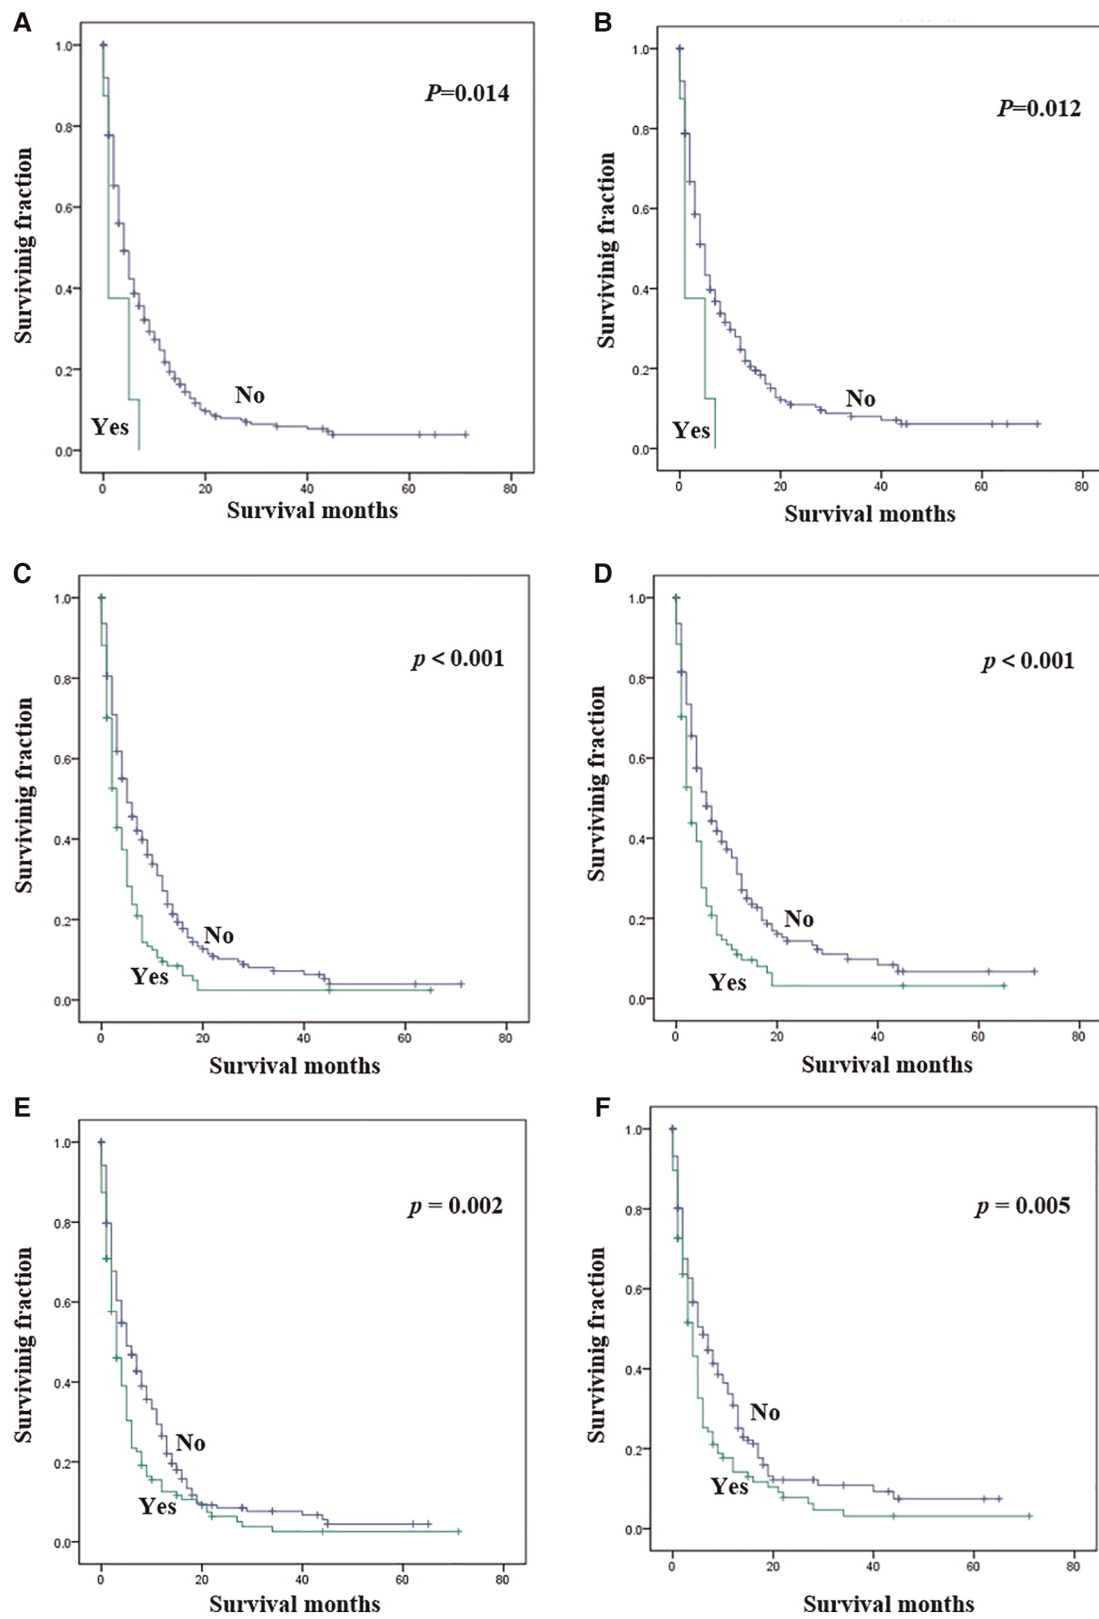 A
B
1.0
0.8
0.6
0.4
0.2
0.0
Survivinig fraction
P=0.014
No
Yes
0 20 40 60 80
Survival months
1.0
0.8
0.6
0.4
0.2
0.0
Survivinig fraction
P=0.012
No
Yes
0 20 40 60 80
Survival months
C
D
1.0
0.8
0.6
0.4
0.2
0.0
Survivinig fraction
p < 0.001
No
Yes
0 20 40 60 80
Survival months
1.0
0.8
0.6
0.4
0.2
0.0
Survivinig fraction
p < 0.001
No
Yes
0 20 40 60 80
Survival months
E
F
1.0
0.8
0.6
0.4
0.2
0.0
Survivinig fraction
p = 0.002
No
Yes
0 20 40 60 80
Survival months
1.0
0.8
0.6
0.4
0.2
0.0
Survivinig fraction
p = 0.005
No
Yes
0 20 40 60 80
Survival months